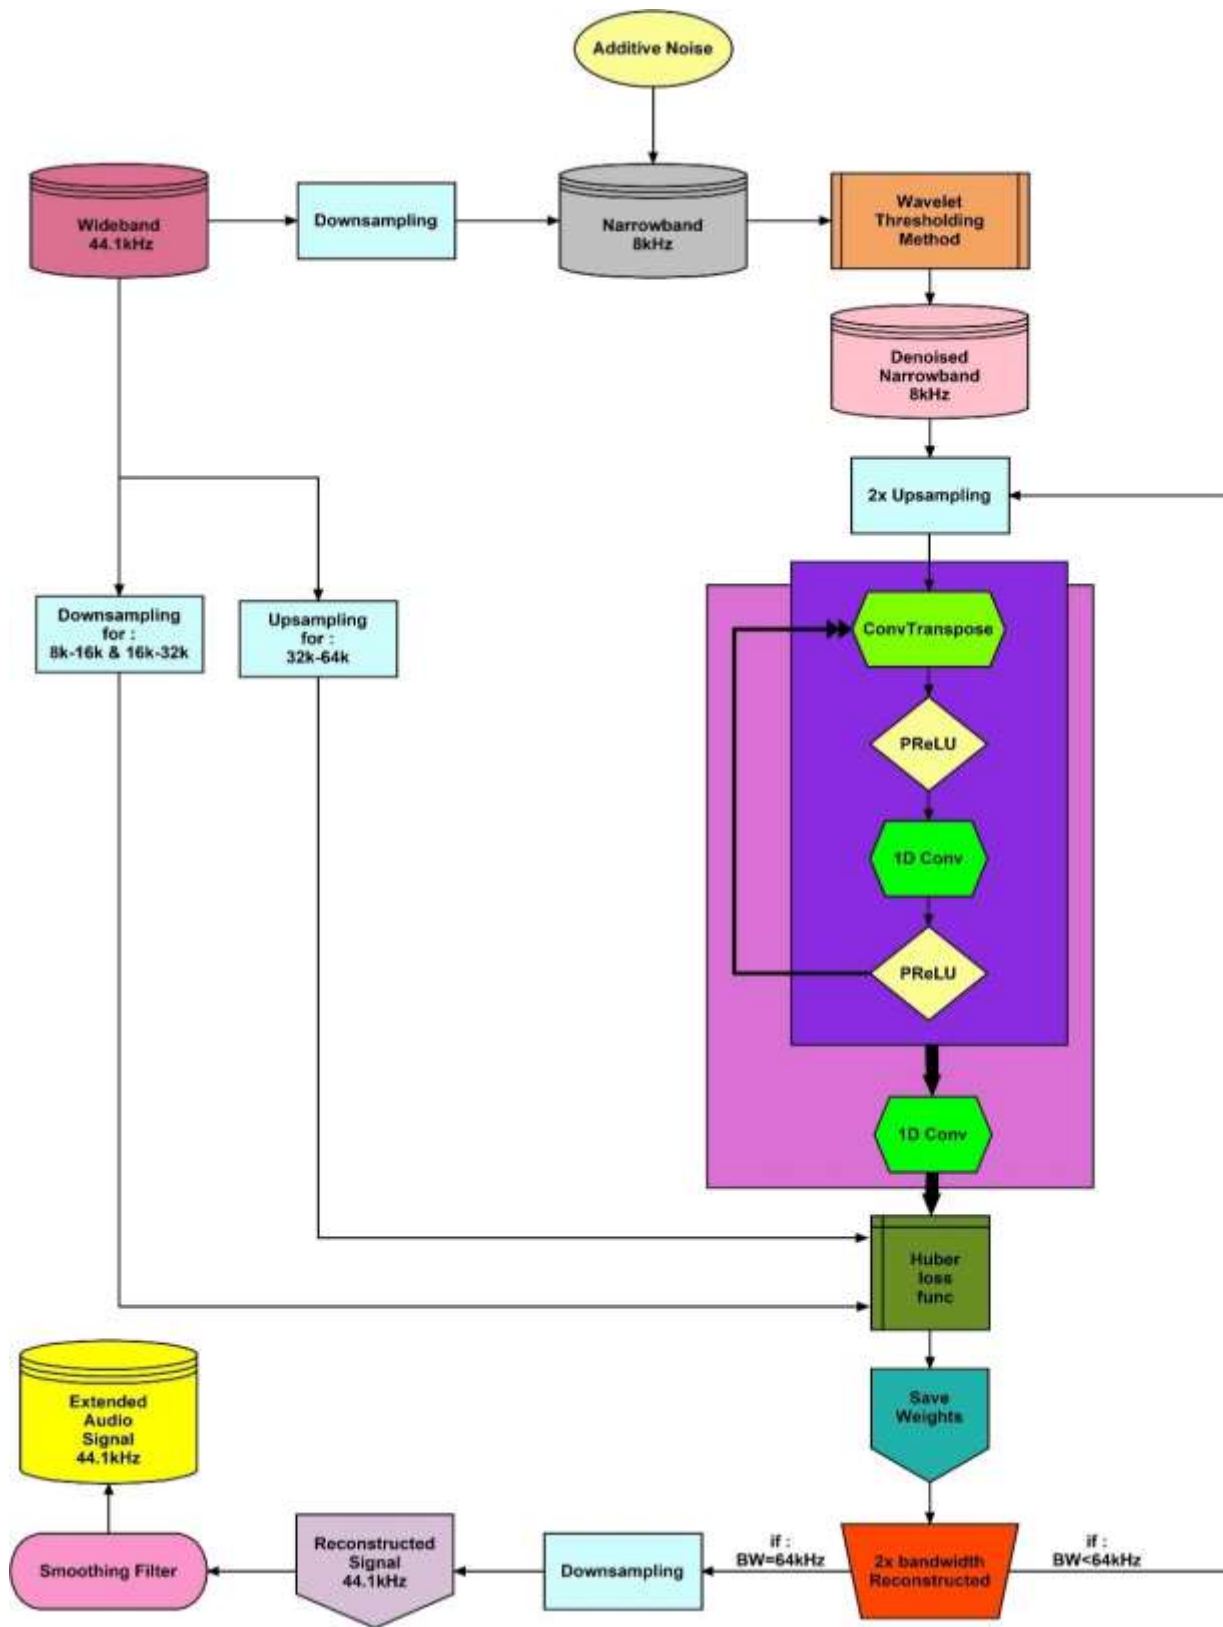 Additive Noise
Wideband
44.1kHz
Downsampling
Narrowband
8kHz
Wavelet
Thresholding
Method
Denoised
Narrowband
8kHz
2x Upsampling
Downsampling
for :
8k-16k & 16k-32k
Upsampling
for :
32k-64k
ConvTranspose
PReLU
1D Conv
PReLU
1D Conv
Huber
loss
func
Save
Weights
2x bandwidth
Reconstructed
if :
BW<64kHz
if :
BW=64kHz
Downsampling
Reconstructed
Signal
44.1kHz
Smoothing Filter
Extended
Audio
Signal
44.1kHz